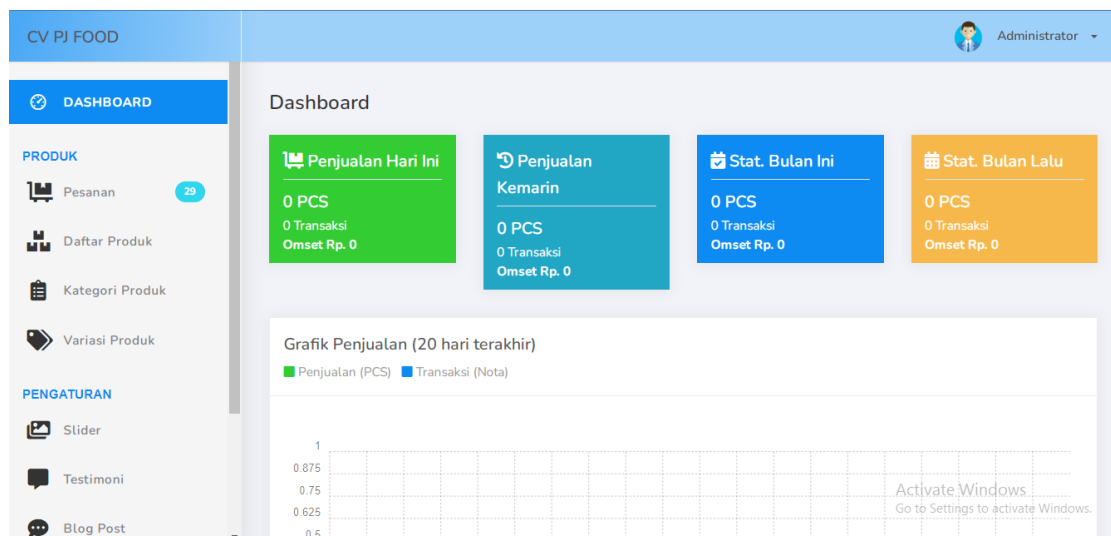 CV PJ FOOD
Administrator
DASHBOARD
PRODUK
Pesanan 29
Daftar Produk
Kategori Produk
Variasi Produk
PENGATURAN
Slider
Testimoni
Blog Post
Dashboard
Penjualan Hari Ini
0 PCS
0 Transaksi
Omset Rp. 0
Penjualan
Kemarin
0 PCS
0 Transaksi
Omset Rp. 0
Stat. Bulan Ini
0 PCS
0 Transaksi
Omset Rp. 0
Stat. Bulan Lalu
0 PCS
0 Transaksi
Omset Rp. 0
Grafik Penjualan (20 hari terakhir)
Penjualan (PCS) Transaksi (Nota)
1
0.875
0.75
0.625
0.5
Activate Windows
Go to Settings to activate Windows.